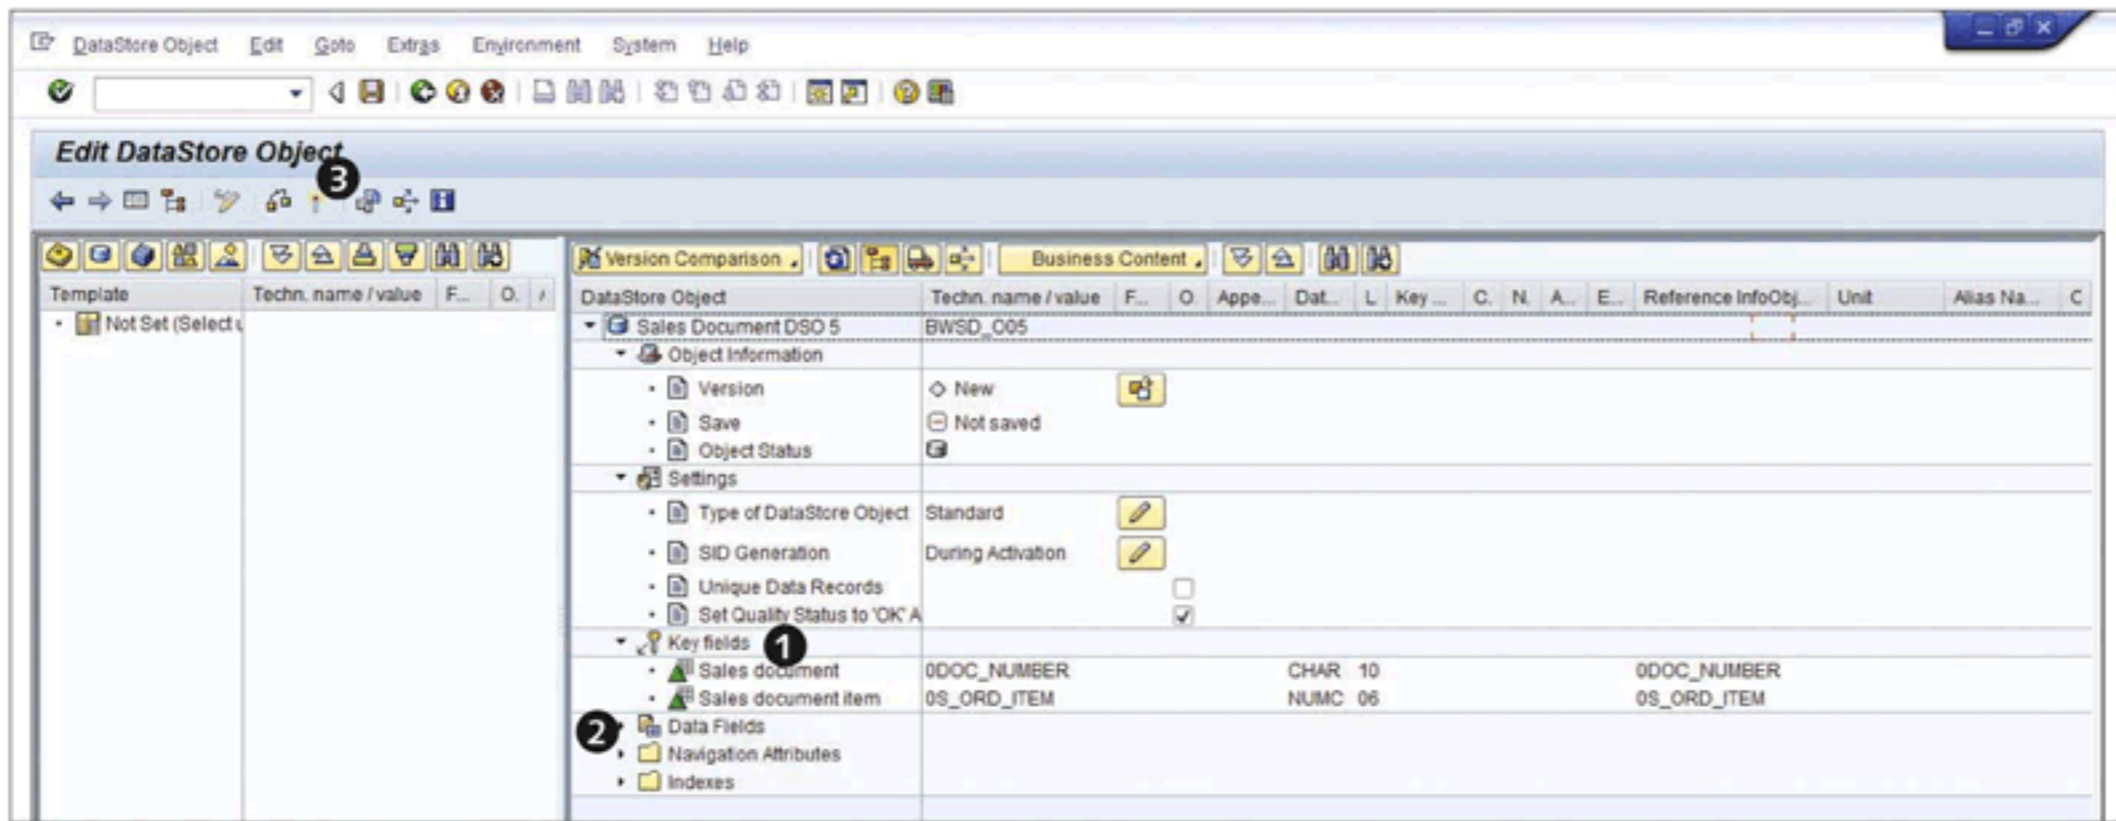 DataStore Object Edit Goto Extras Environment System Help
Edit DataStore Object
3
Version Comparison Business Content
Template Techn. name / value F... O. DataStore Object Techn. name / value F... O Appe... Dat... L Key ... C. N. A... E... Reference InfoObj... Unit Alias Na... C
Not Set (Select u Sales Document DSO 5 BWSD_C05
Object Information
Version New
Save Not saved
Object Status
Settings
Type of DataStore Object Standard
SID Generation During Activation
Unique Data Records
Set Quality Status to 'OK' A
Key fields 1
Sales document 0DOC_NUMBER CHAR 10 0DOC_NUMBER
Sales document item 0S_ORD_ITEM NUMC 06 0S_ORD_ITEM
2 Data Fields
Navigation Attributes
Indexes